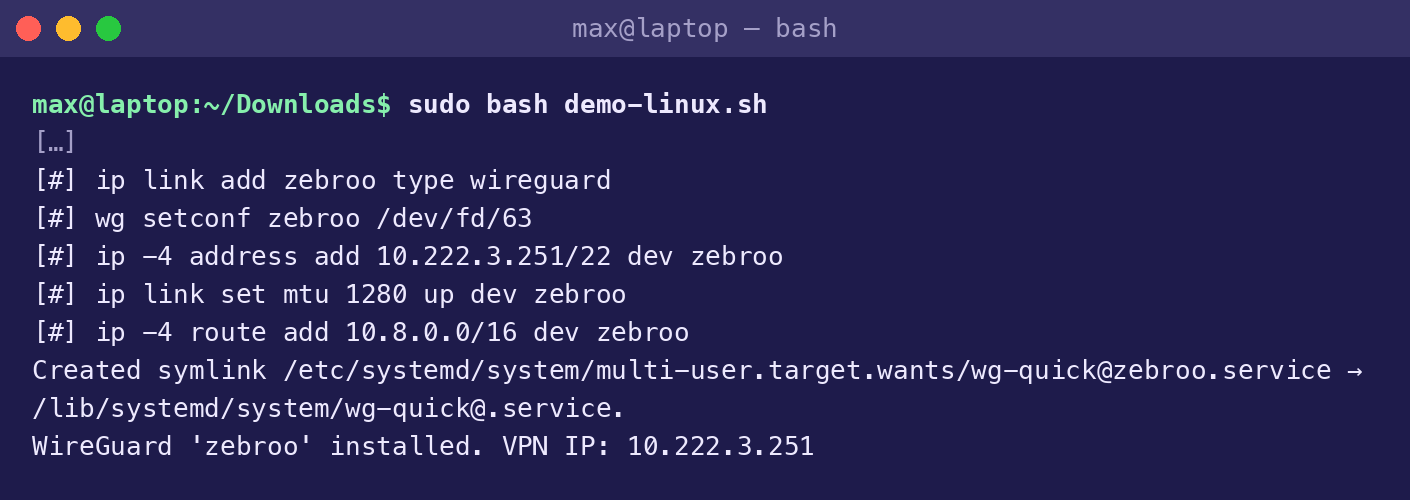 max@laptop — bash
max@laptop:~/Downloads$ sudo bash demo-linux.sh
[…]
[#] ip link add zebroo type wireguard
[#] wg setconf zebroo /dev/fd/63
[#] ip -4 address add 10.222.3.251/22 dev zebroo
[#] ip link set mtu 1280 up dev zebroo
[#] ip -4 route add 10.8.0.0/16 dev zebroo
Created symlink /etc/systemd/system/multi-user.target.wants/wg-quick@zebroo.service →
/lib/systemd/system/wg-quick@.service.
WireGuard 'zebroo' installed. VPN IP: 10.222.3.251